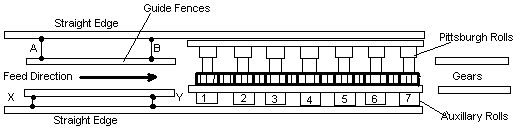 Guide Fences
Straight Edge
A B
Pittsburgh Rolls
Feed Direction
Gears
X Y
1 2 3 4 5 6 7
Straight Edge
Auxillary Rolls